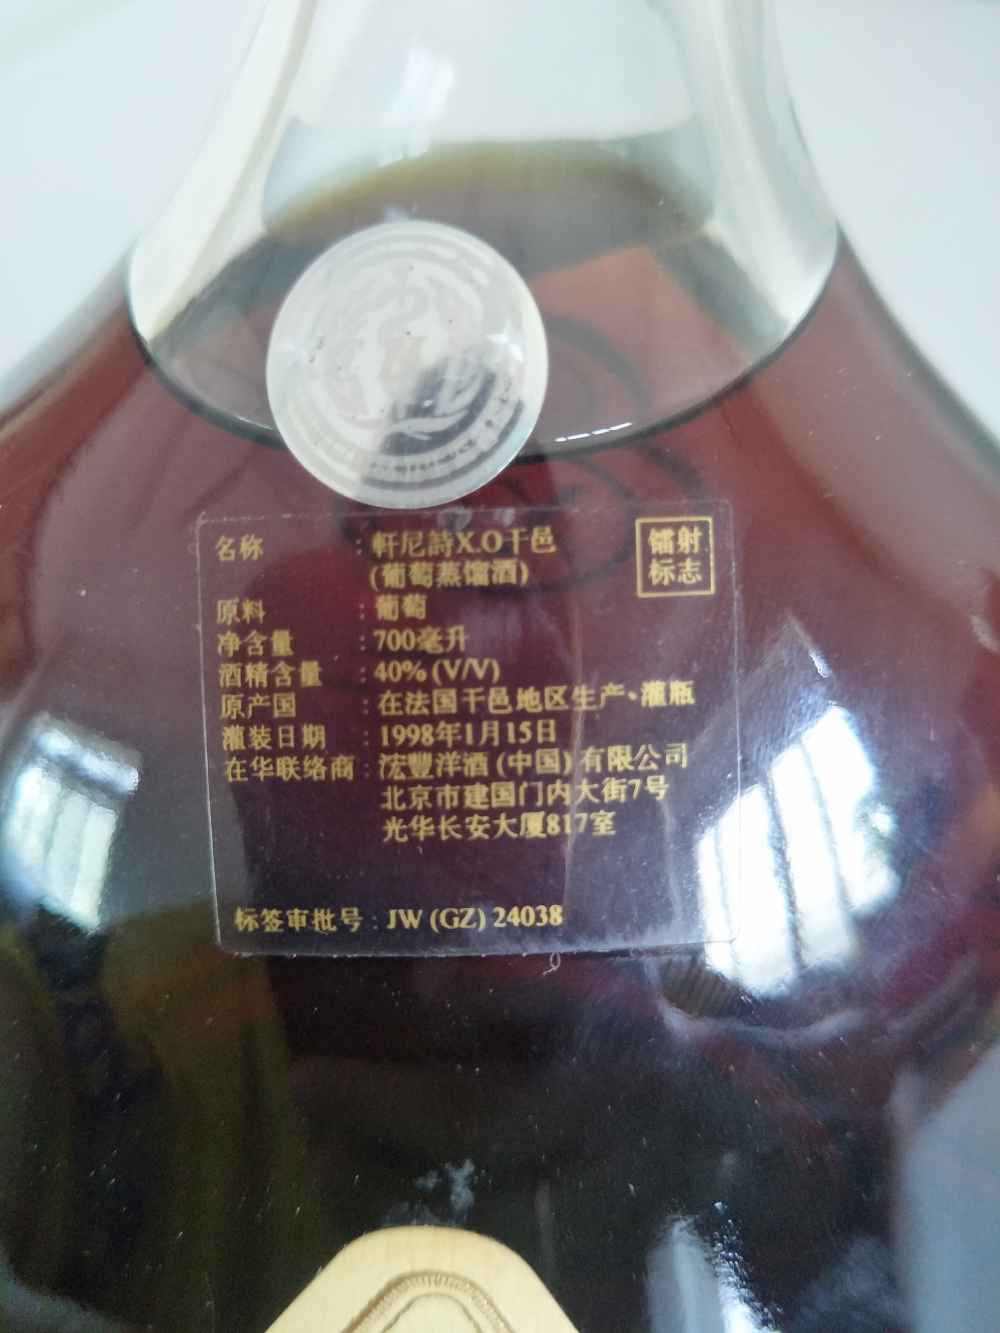 名称 : 軒尼詩X.O干邑
(葡萄蒸馏酒)
镭射
标志
原料 : 葡萄
净含量 : 700毫升
酒精含量 : 40% (V/V)
原产国 : 在法国干邑地区生产、灌瓶
灌装日期 : 1998年1月15日
在华联络商 : 浤豐洋酒 (中国) 有限公司
北京市建国门内大街7号
光华长安大厦817室
标签审批号 : JW (GZ) 24038